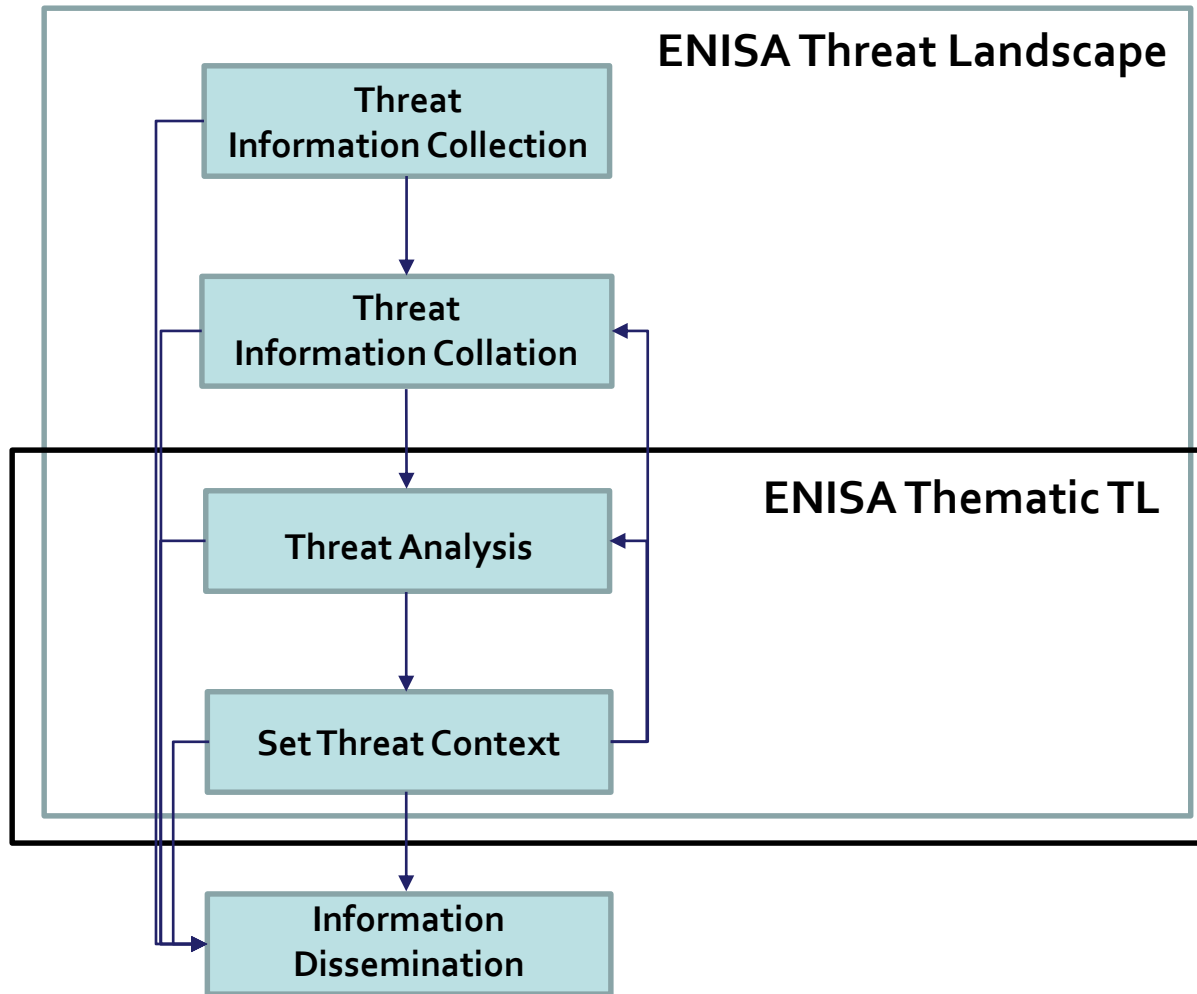 ENISA Threat Landscape
Threat
Information Collection
Threat
Information Collation
ENISA Thematic TL
Threat Analysis
Set Threat Context
Information
Dissemination